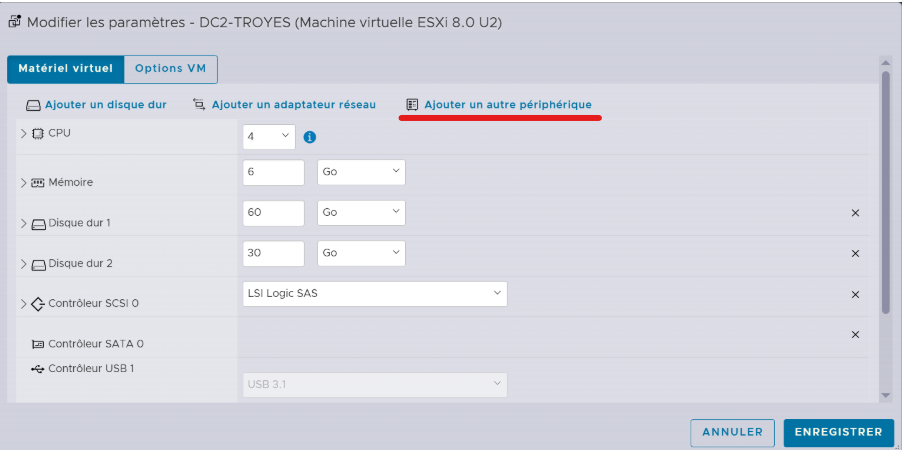 Modifier les paramètres - DC2-TROYES (Machine virtuelle ESXi 8.0 U2)
Matériel virtuel Options VM
Ajouter un disque dur Ajouter un adaptateur réseau Ajouter un autre périphérique
CPU 4
Mémoire 6 Go
Disque dur 1 60 Go
Disque dur 2 30 Go
Contrôleur SCSI 0 LSI Logic SAS
Contrôleur SATA 0
Contrôleur USB 1
USB 3.1
ANNULER ENREGISTRER